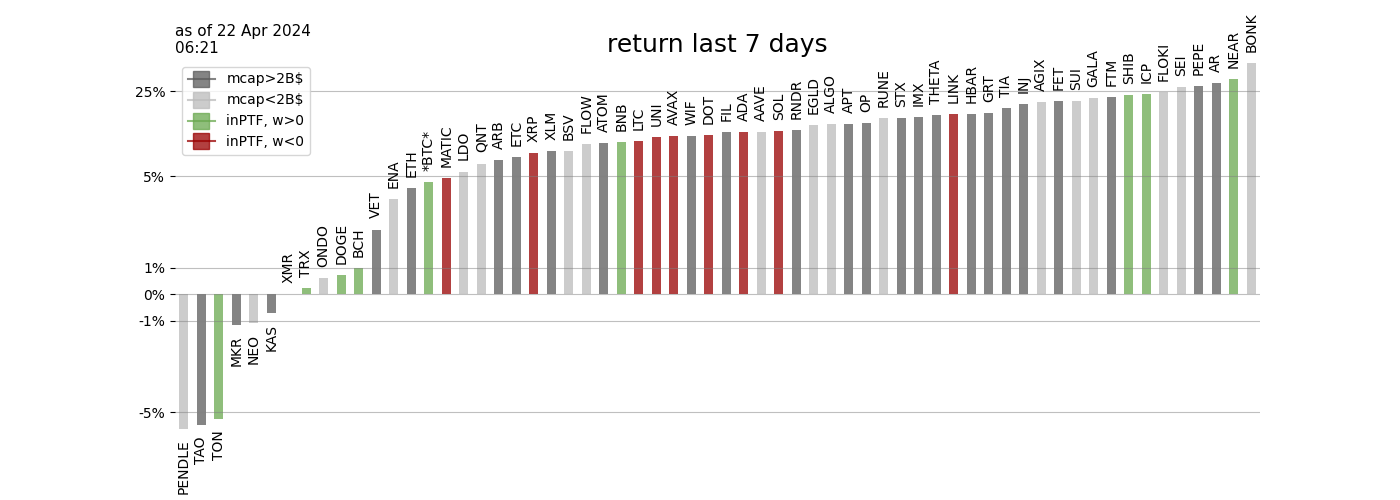 as of 22 Apr 2024
06:21
return last 7 days
mcap>2B$
mcap<2B$
inPTF, w>0
inPTF, w<0
25%
5%
1%
0%
-1%
-5%
PENDLE
TAO
TON
MKR
NEO
KAS
XMR
TRX
ONDO
DOGE
BCH
VET
ENA
ETH
*BTC*
MATIC
LDO
QNT
ARB
ETC
XRP
XLM
BSV
FLOW
ATOM
BNB
LTC
UNI
AVAX
WIF
DOT
FIL
ADA
AAVE
SOL
RNDR
EGLD
ALGO
APT
OP
RUNE
STX
IMX
THETA
LINK
HBAR
GRT
TIA
INJ
AGIX
FET
SUI
GALA
FTM
SHIB
ICP
FLOKI
SEI
PEPE
AR
NEAR
BONK